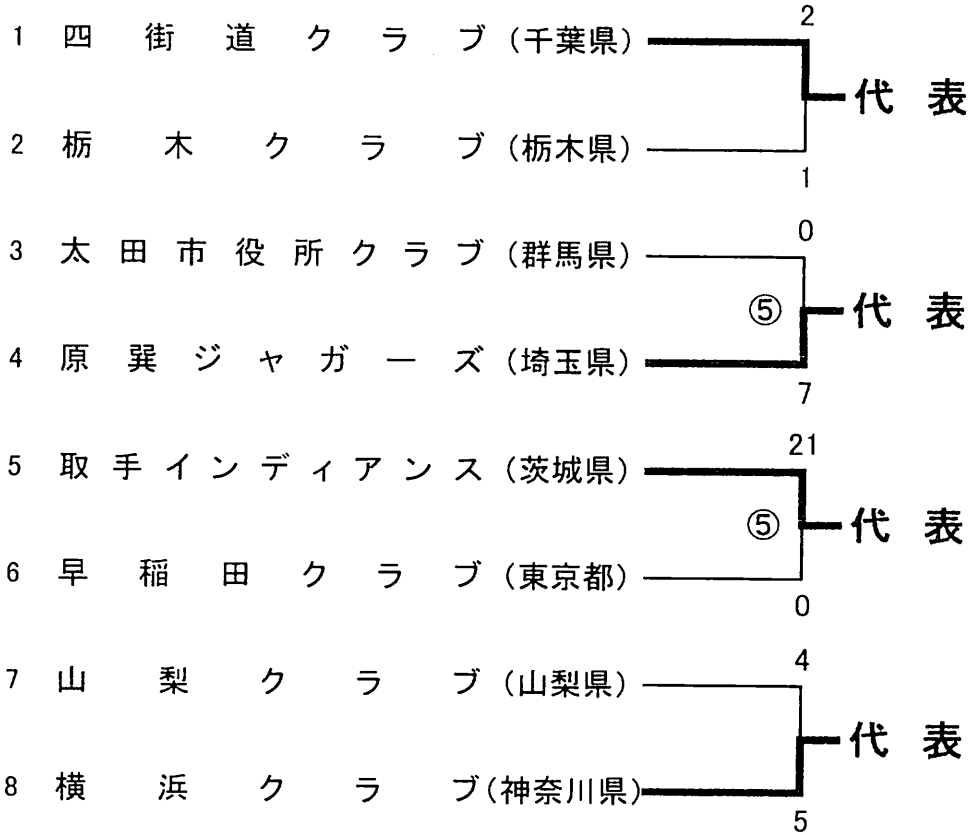 2
1 四街道クラブ(千葉県)
代表
2 栃木クラブ(栃木県)
1
0
3 太田市役所クラブ(群馬県)
⑤ 代表
4 原巽ジャガーズ(埼玉県)
7
21
5 取手インディアンス(茨城県)
⑤ 代表
6 早稲田クラブ(東京都)
0
4
7 山梨クラブ(山梨県)
代表
8 横浜クラブ(神奈川県)
5